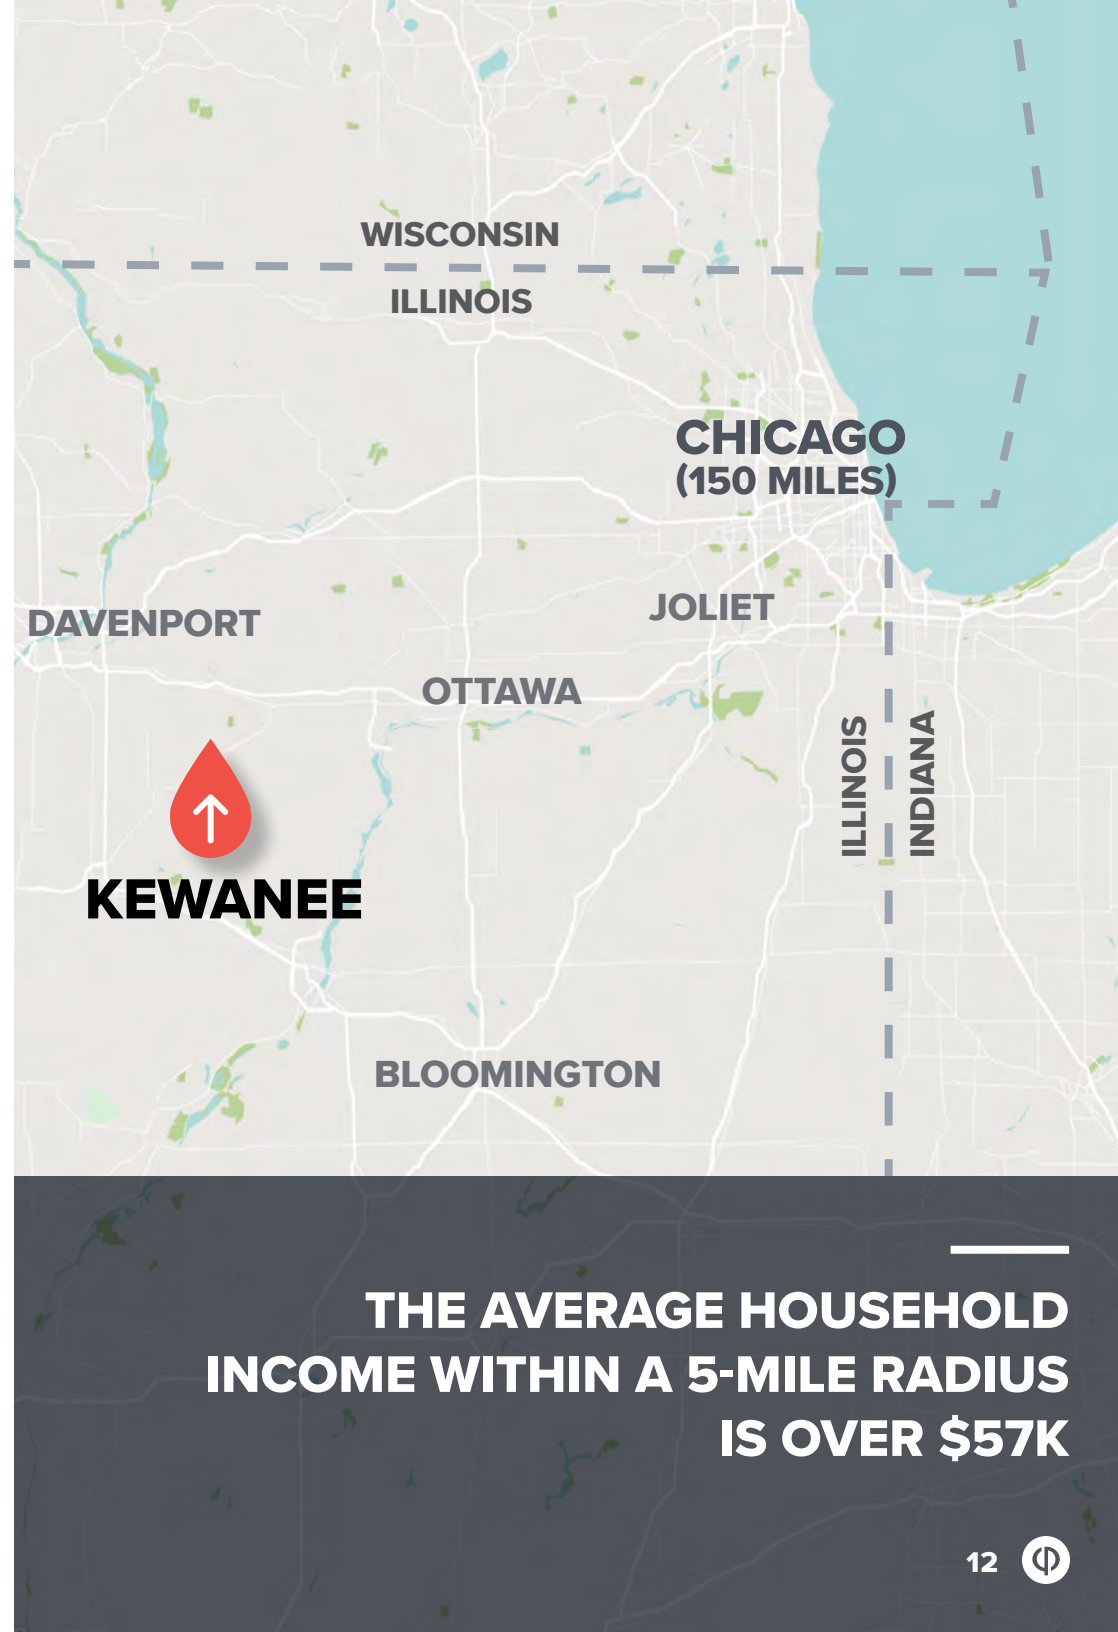 WISCONSIN
ILLINOIS
CHICAGO
(150 MILES)
DAVENPORT
JOLIET
OTTAWA
ILLINOIS
INDIANA
KEWANEE
BLOOMINGTON
THE AVERAGE HOUSEHOLD
INCOME WITHIN A 5-MILE RADIUS
IS OVER $57K
12